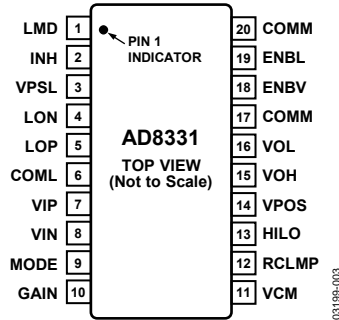 LMD 1 20 COMM
PIN 1
INDICATOR
INH 2 19 ENBL
VPSL 3 18 ENBV
LON 4 17 COMM
LOP 5 AD8331 16 VOL
TOP VIEW
(Not to Scale)
COML 6 15 VOH
VIP 7 14 VPOS
VIN 8 13 HILO
MODE 9 12 RCLMP
GAIN 10 11 VCM
03199-003